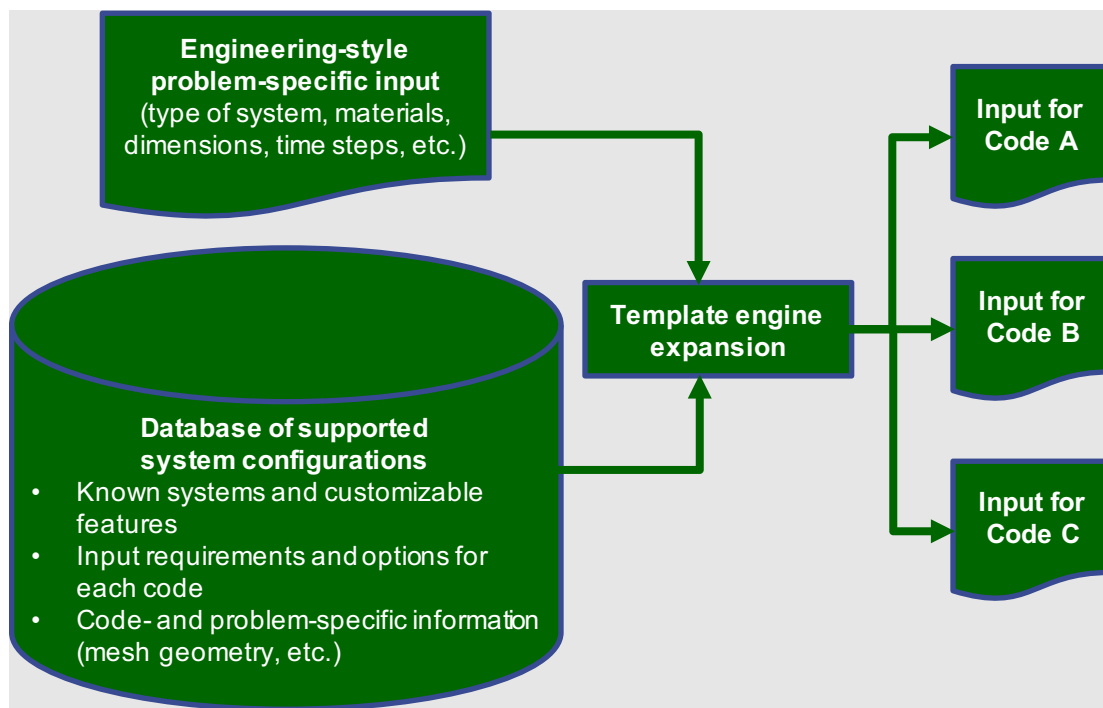 Engineering-style
problem-specific input
(type of system, materials,
dimensions, time steps, etc.)
Database of supported
system configurations
• Known systems and customizable
features
• Input requirements and options for
each code
• Code- and problem-specific information
(mesh geometry, etc.)
Template engine
expansion
Input for
Code A
Input for
Code B
Input for
Code C